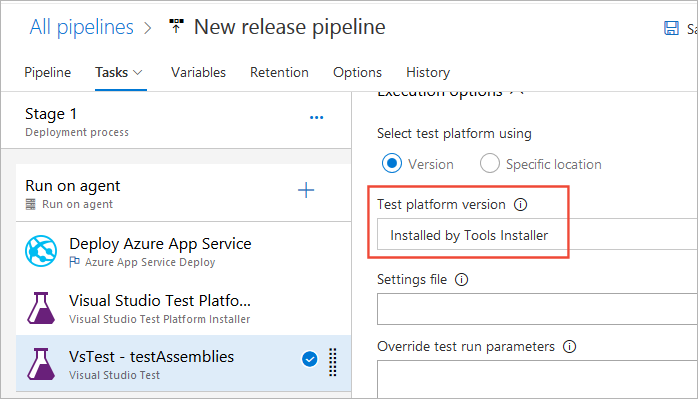 All pipelines > New release pipeline
Sa
Pipeline Tasks Variables Retention Options History
Stage 1
Deployment process
Run on agent
Run on agent
Deploy Azure App Service
Azure App Service Deploy
Visual Studio Test Platfo...
Visual Studio Test Platform Installer
VsTest - testAssemblies
Visual Studio Test
Execution options
Select test platform using
Version Specific location
Test platform version
Installed by Tools Installer
Settings file
Override test run parameters